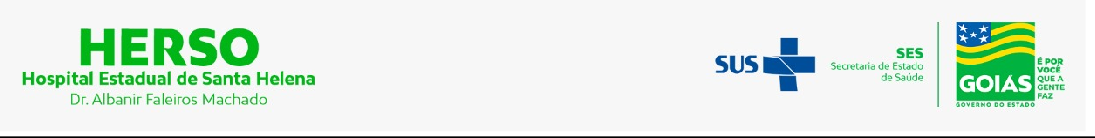 HERSO
Hospital Estadual de Santa Helena
Dr. Albanir Faleiros Machado
SUS
SES
Secretaria de Estado
de Saúde
GOIÁS
GOVERNO DO ESTADO
É POR
VOCÊ
QUE A
GENTE
FAZ